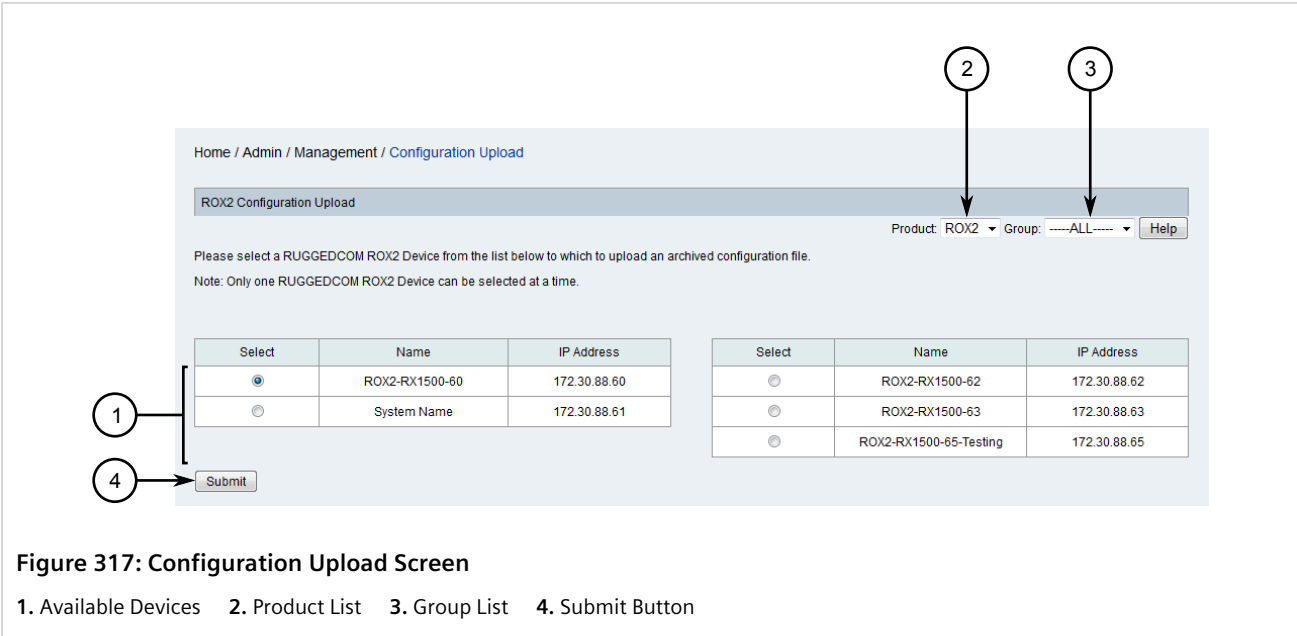 2 3
Home / Admin / Management / Configuration Upload
ROX2 Configuration Upload
Product: ROX2 Group: -----ALL----- Help
Please select a RUGGEDCOM ROX2 Device from the list below to which to upload an archived configuration file.
Note: Only one RUGGEDCOM ROX2 Device can be selected at a time.
Select Name IP Address Select Name IP Address
ROX2-RX1500-60 172.30.88.60 ROX2-RX1500-62 172.30.88.62
1 System Name 172.30.88.61 ROX2-RX1500-63 172.30.88.63
ROX2-RX1500-65-Testing 172.30.88.65
4 Submit
Figure 317: Configuration Upload Screen
1. Available Devices 2. Product List 3. Group List 4. Submit Button